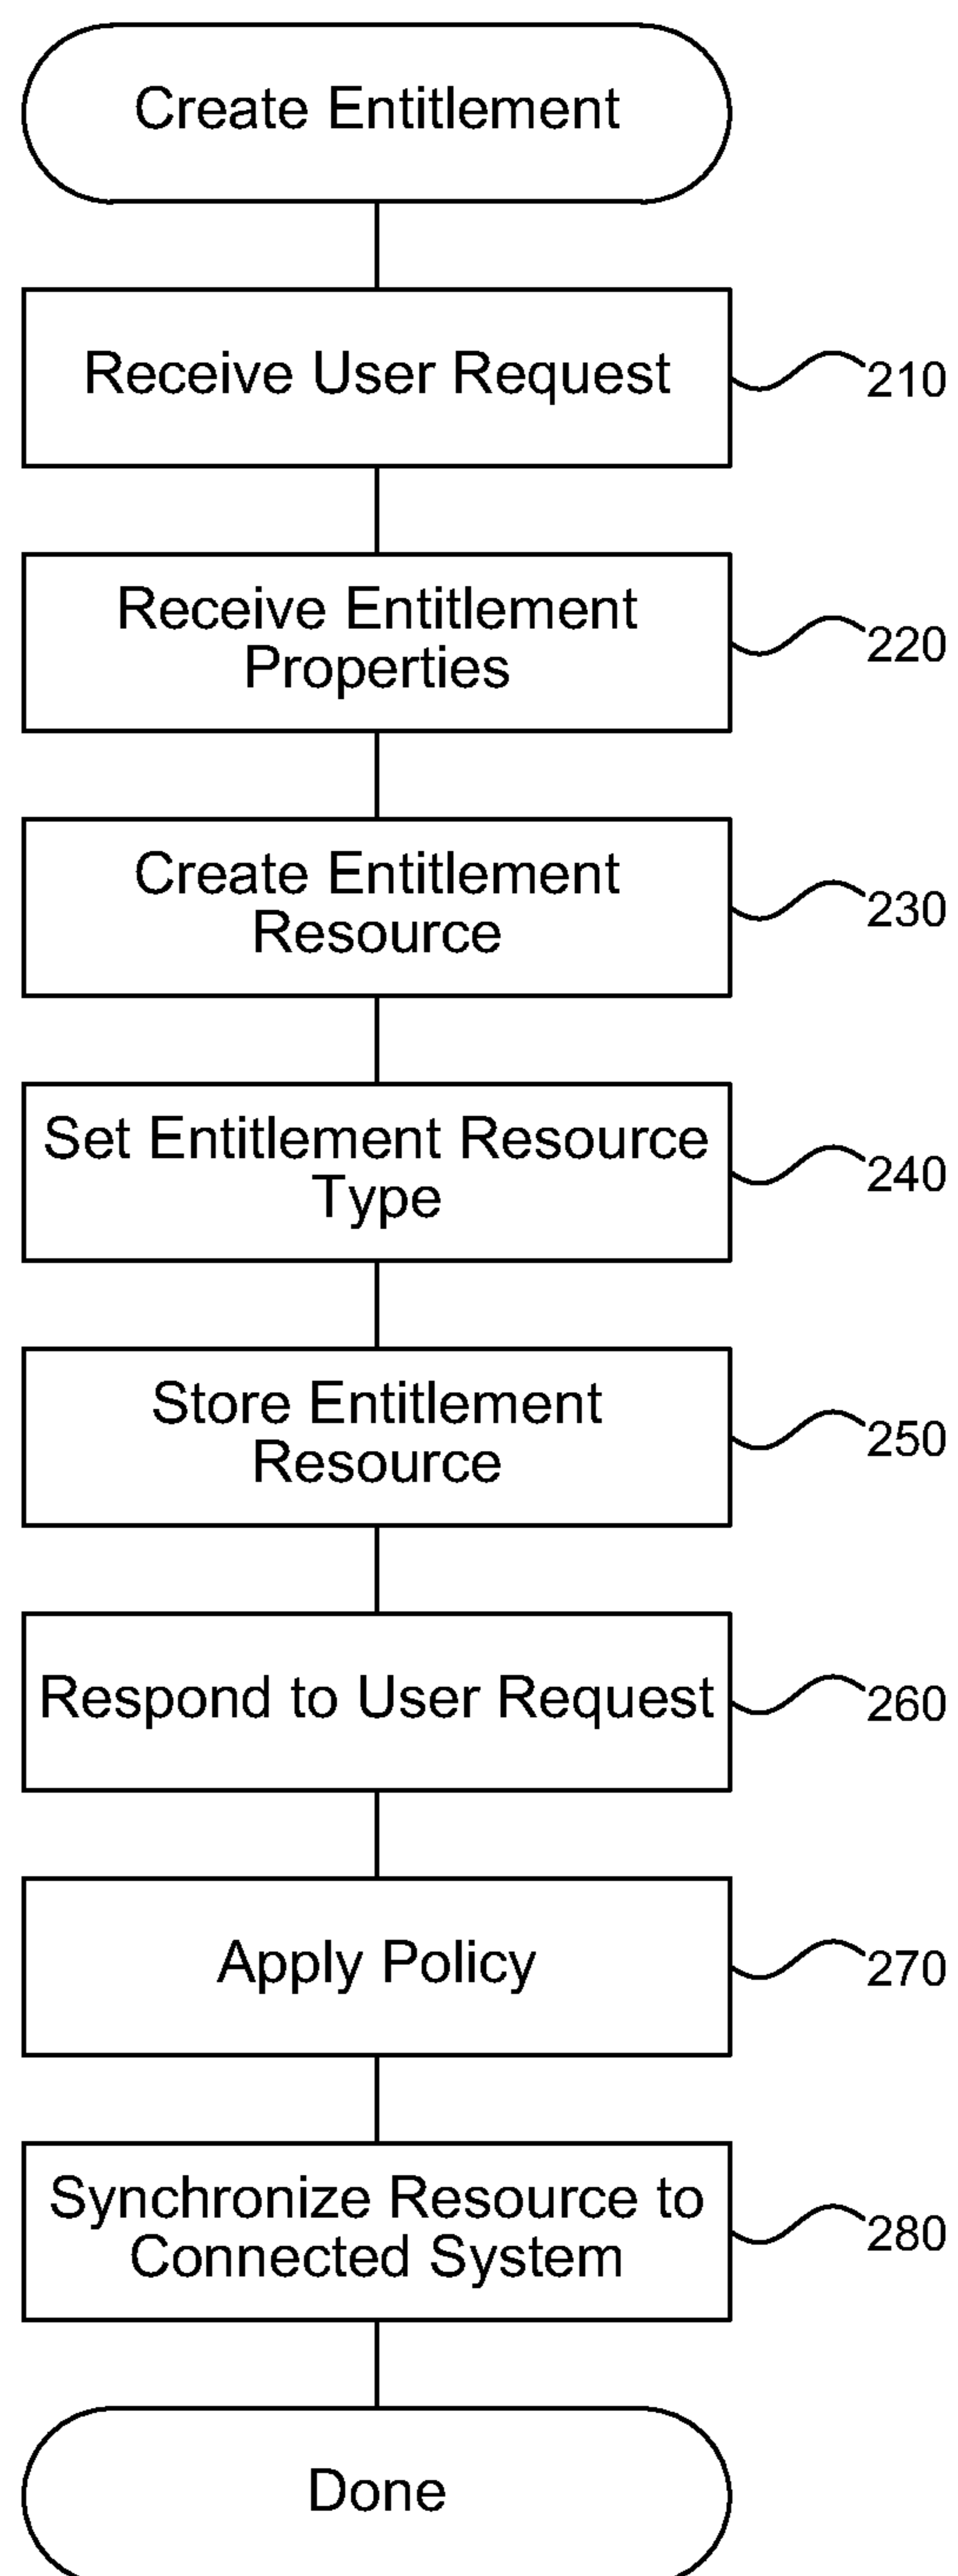 Create Entitlement
Receive User Request
210
Receive Entitlement
Properties
220
Create Entitlement
Resource
230
Set Entitlement Resource
Type
240
Store Entitlement
Resource
250
Respond to User Request
260
Apply Policy
270
Synchronize Resource to
Connected System
280
Done